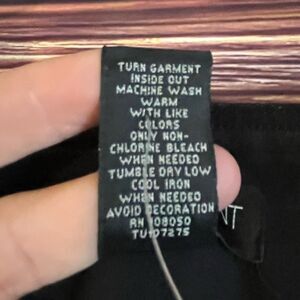 TURN GARMENT
INSIDE OUT
MACHINE WASH
WARM
WITH LIKE
COLORS
ONLY NON-
CHLORINE BLEACH
WHEN NEEDED
TUMBLE DRY LOW
COOL IRON
WHEN NEEDED
AVOID DECORATION
RN 108050
TU-07275
NT